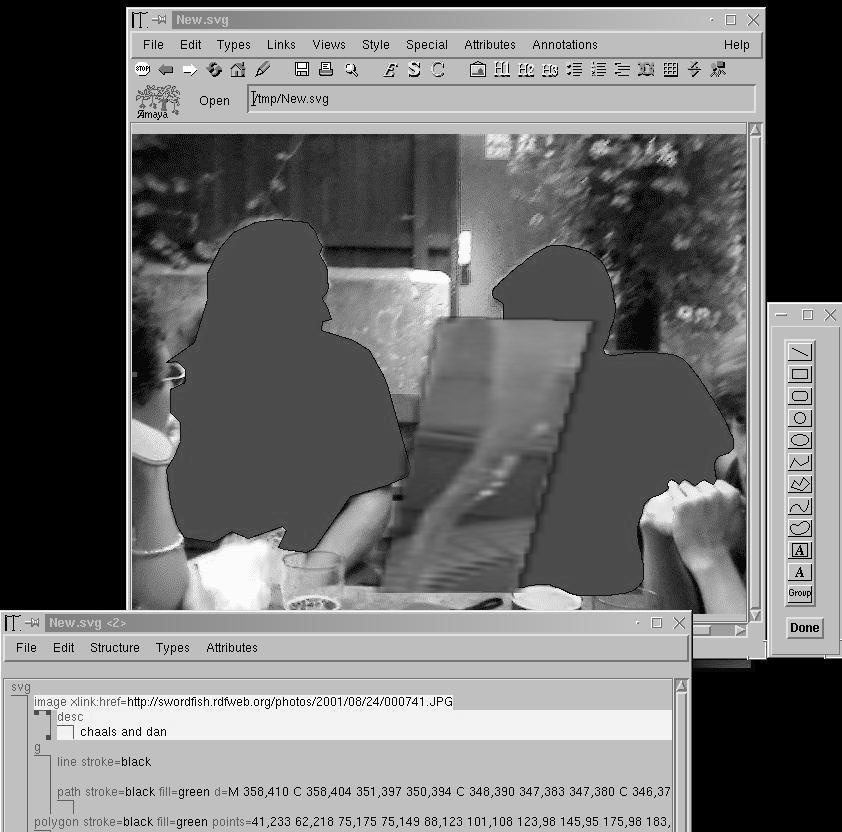 New.svg
File Edit Types Links Views Style Special Attributes Annotations Help
STOP E S C H1 H2 H3
Amaya Open /tmp/New.svg
A
A
Group
Done
New.svg <2>
File Edit Structure Types Attributes
svg
image xlink:href=http://swordfish.rdfweb.org/photos/2001/08/24/000741.JPG
desc
chaals and dan
g
line stroke=black
path stroke=black fill=green d=M 358,410 C 358,404 351,397 350,394 C 348,390 347,383 347,380 C 346,37
polygon stroke=black fill=green points=41,233 62,218 75,175 75,149 88,123 101,108 123,98 145,95 175,98 183,